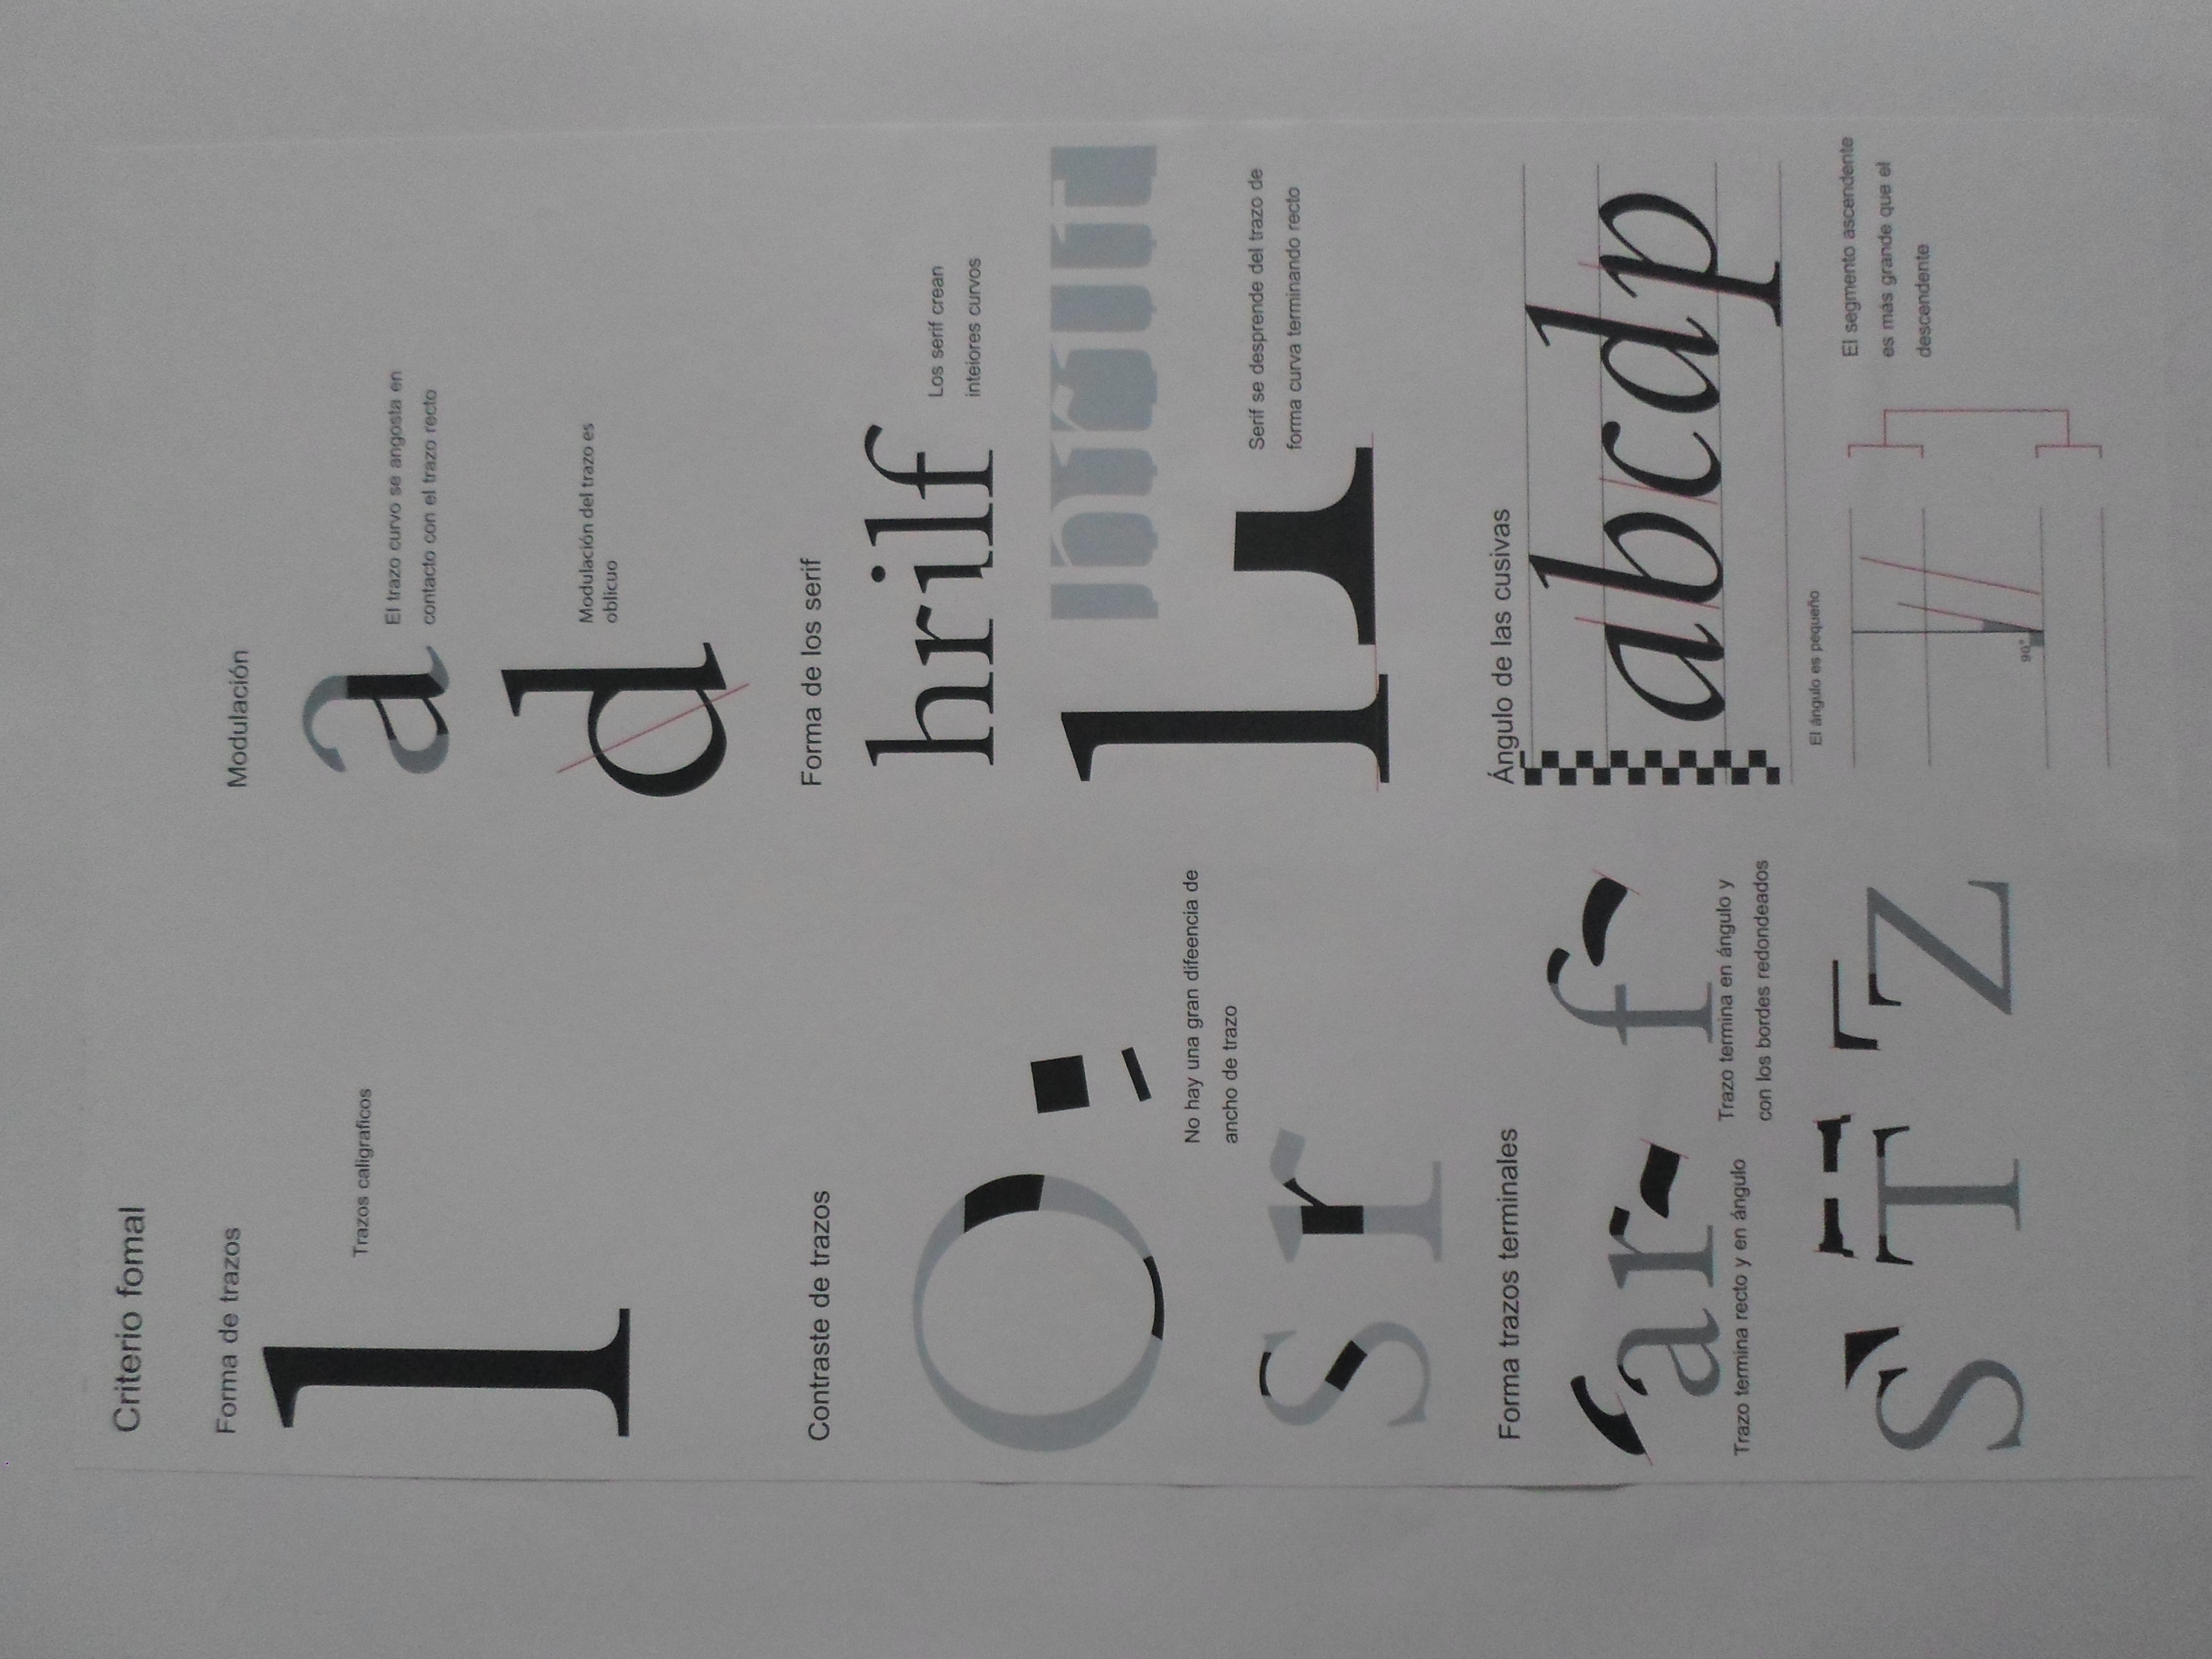 Criterio fomal
Forma de trazos
l
Trazos caligraficos
Modulación
a
El trazo curvo se angosta en
contacto con el trazo recto
d
Modulación del trazo es
oblicuo
Contraste de trazos
O
No hay una gran difeencia de
ancho de trazo
s r
Forma de los serif
hrilf
Los serif crean
inteiores curvos
l
Serif se desprende del trazo de
forma curva terminando recto
Forma trazos terminales
a r f
Trazo termina recto y en ángulo
Trazo termina en ángulo y
con los bordes redondeados
S T Z
Ángulo de las cusivas
abcdp
El ángulo es pequeño
90°
El segmento ascendente
es más grande que el
descendente